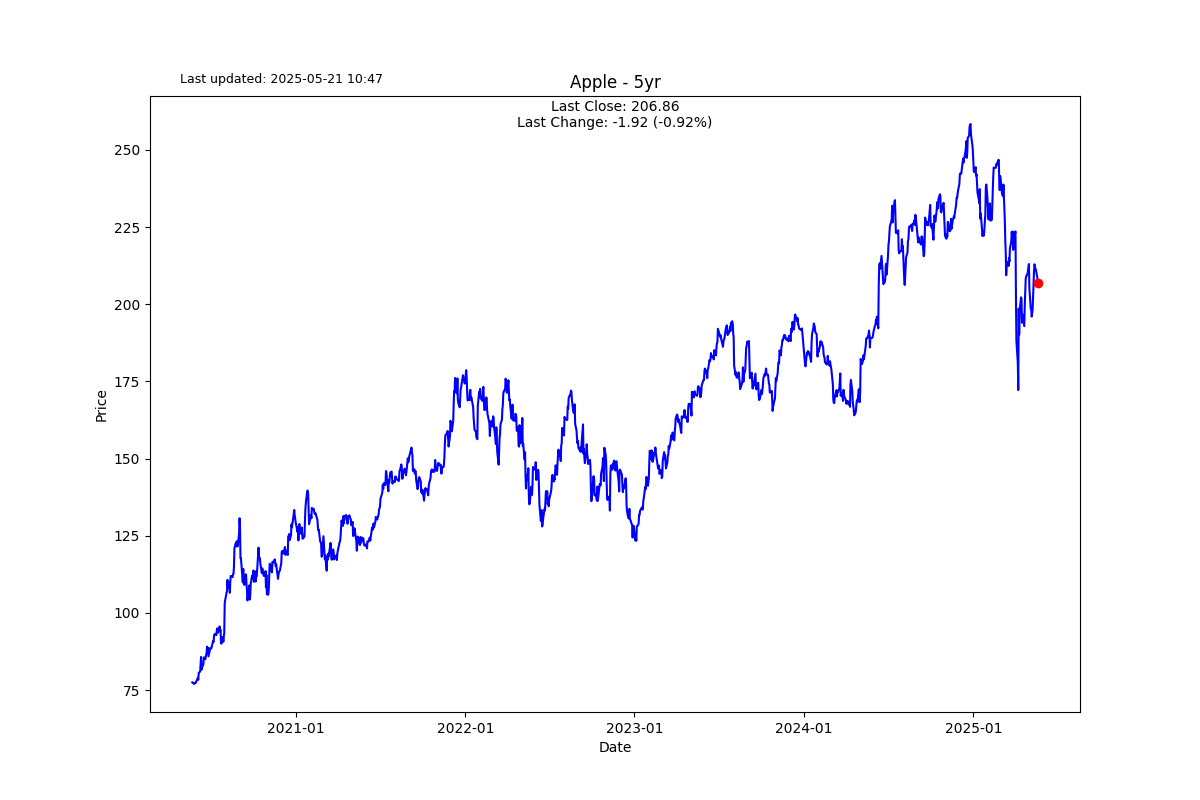 Last updated: 2025-05-21 10:47
Apple - 5yr
Last Close: 206.86
Last Change: -1.92 (-0.92%)
250
225
200
175
150
125
100
75
Price
2021-01
2022-01
2023-01
2024-01
2025-01
Date